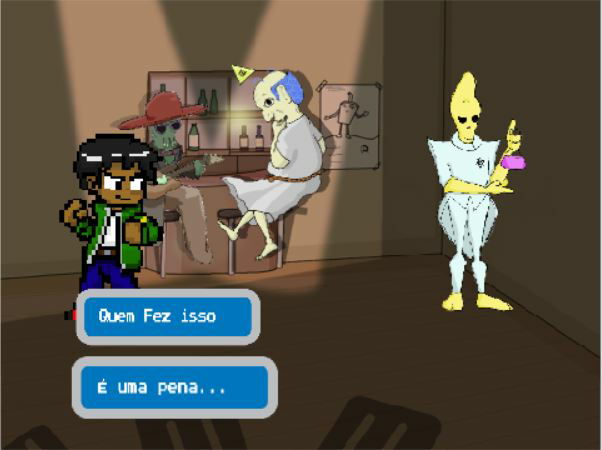 Quem Fez isso
É uma pena...